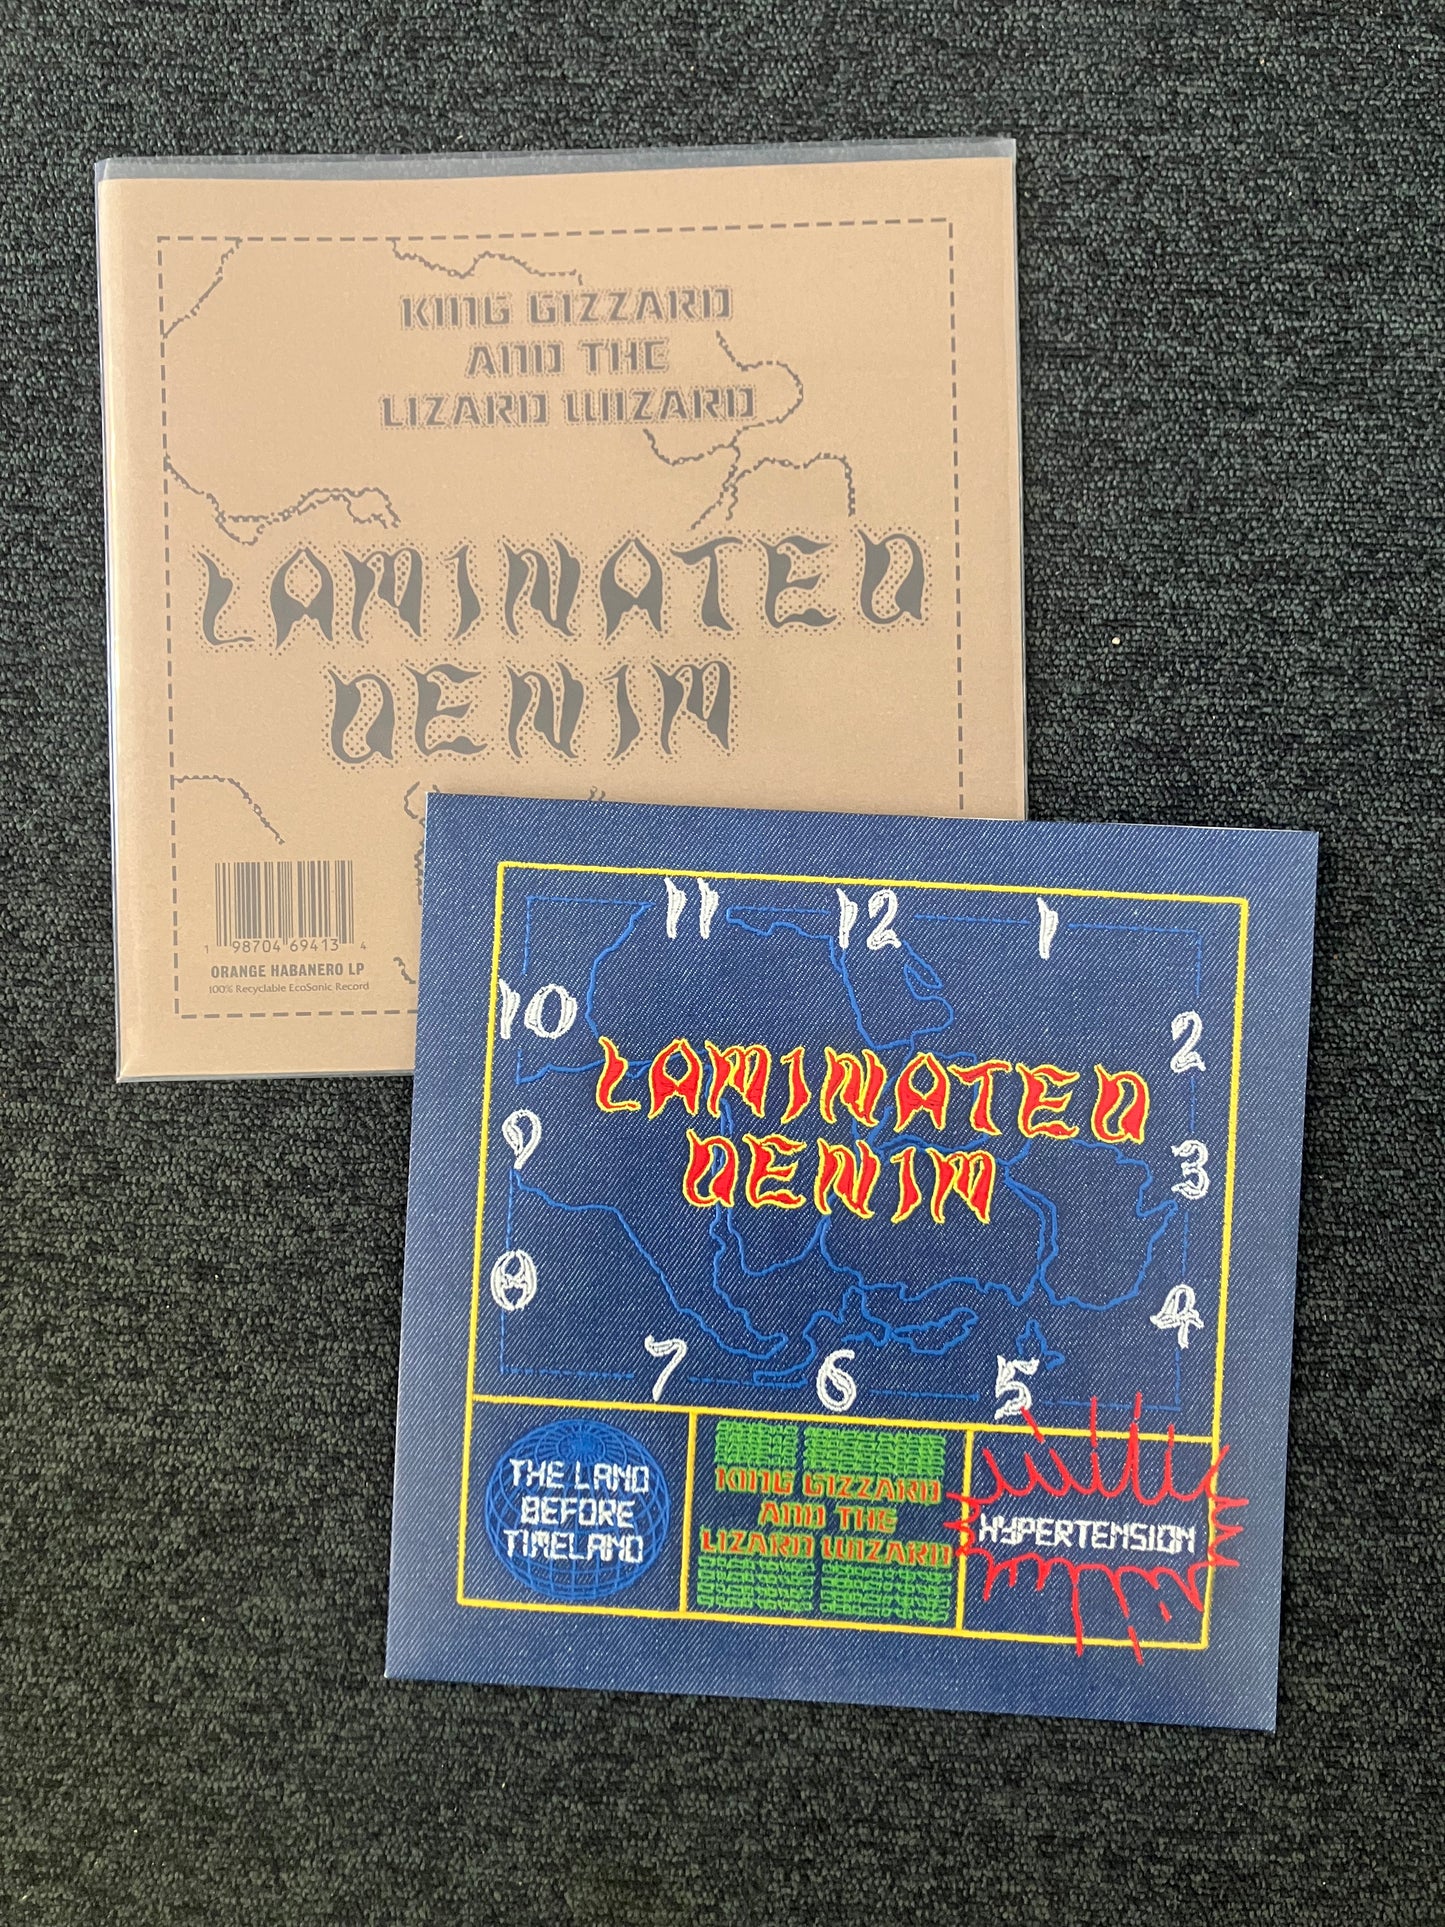 KING GIZZARD
AND THE
LIZARD WIZARD
LAMINATED
DENIM
1 98704 69413 4
ORANGE HABANERO LP
100% Recyclable EcoSonic Record
11 12 1
10 2
LAMINATED
DENIM
9 3
8 4
7 6 5
THE LAND
BEFORE
TIMELAND
KING GIZZARD
AND THE
LIZARD WIZARD
HYPERTENSION